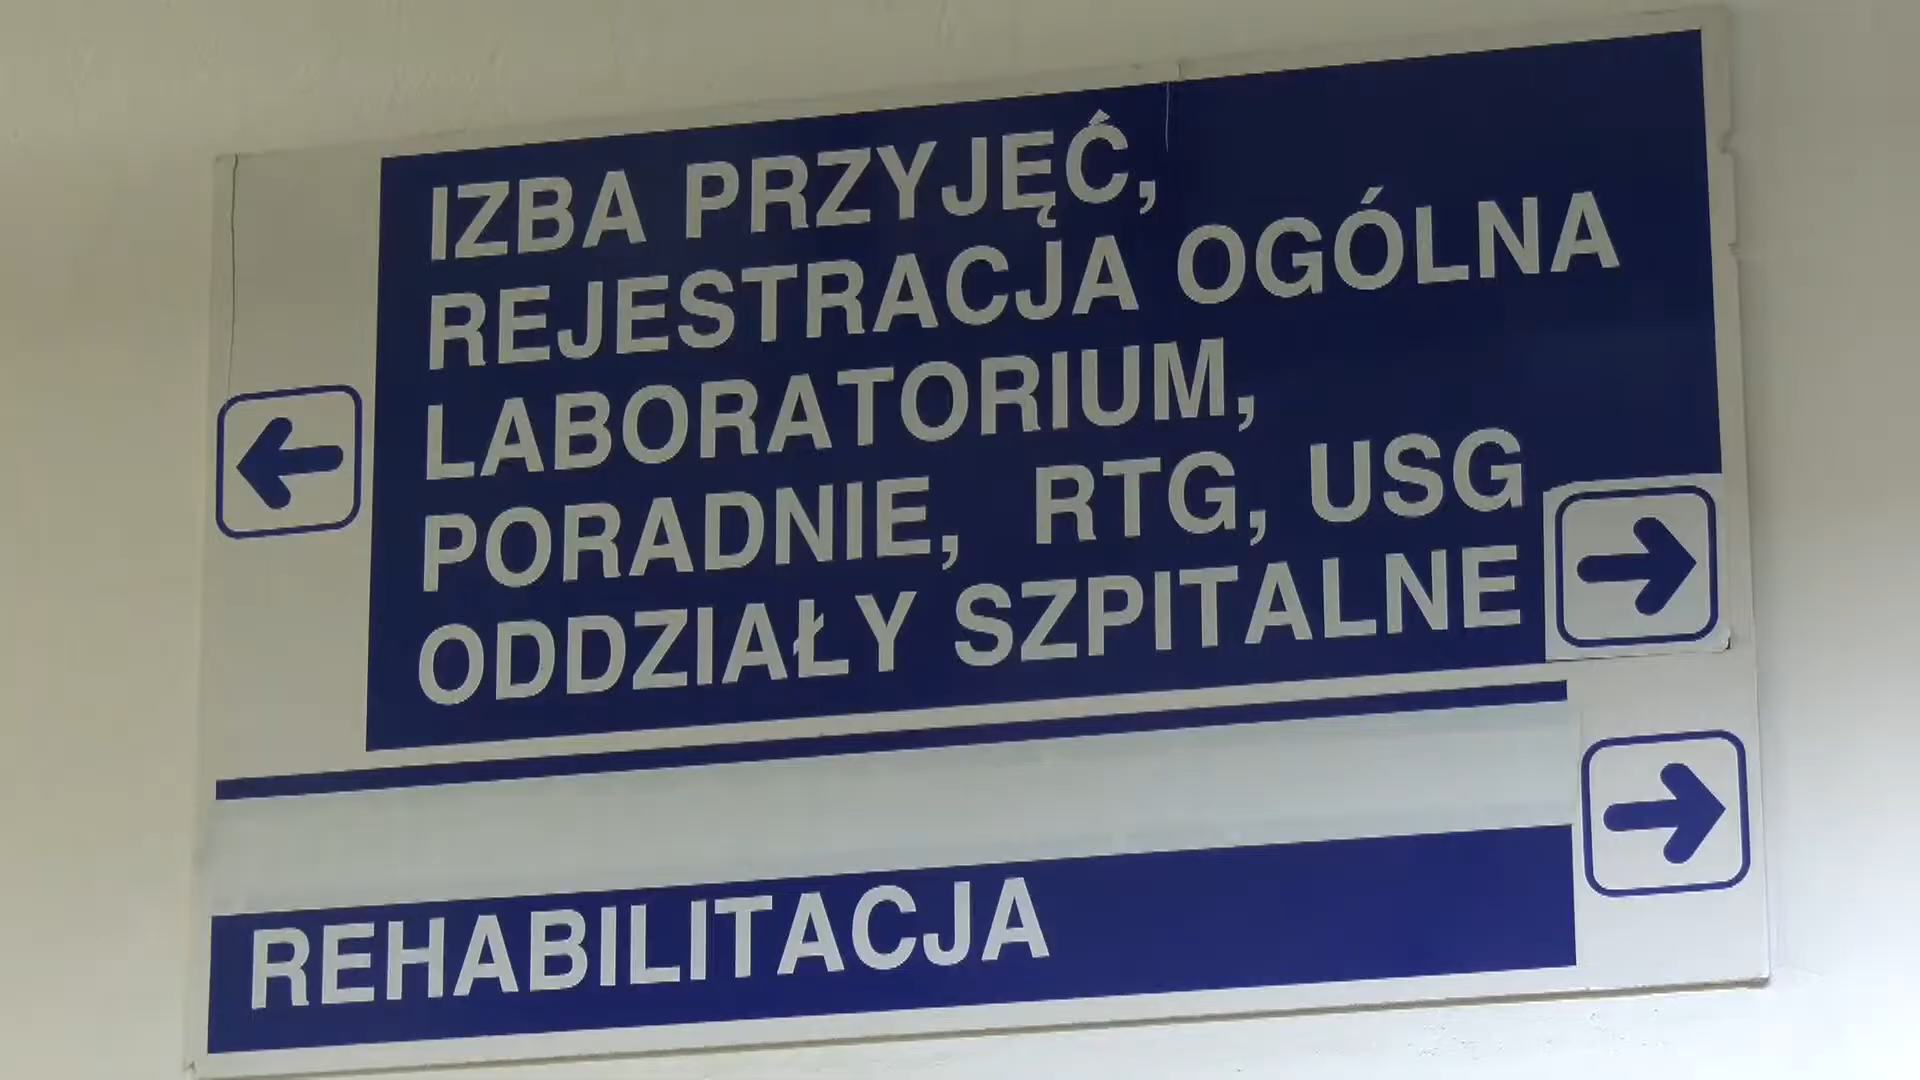 IZBA PRZYJĘĆ,
REJESTRACJA OGÓLNA
LABORATORIUM,
PORADNIE, RTG, USG
ODDZIAŁY SZPITALNE
REHABILITACJA